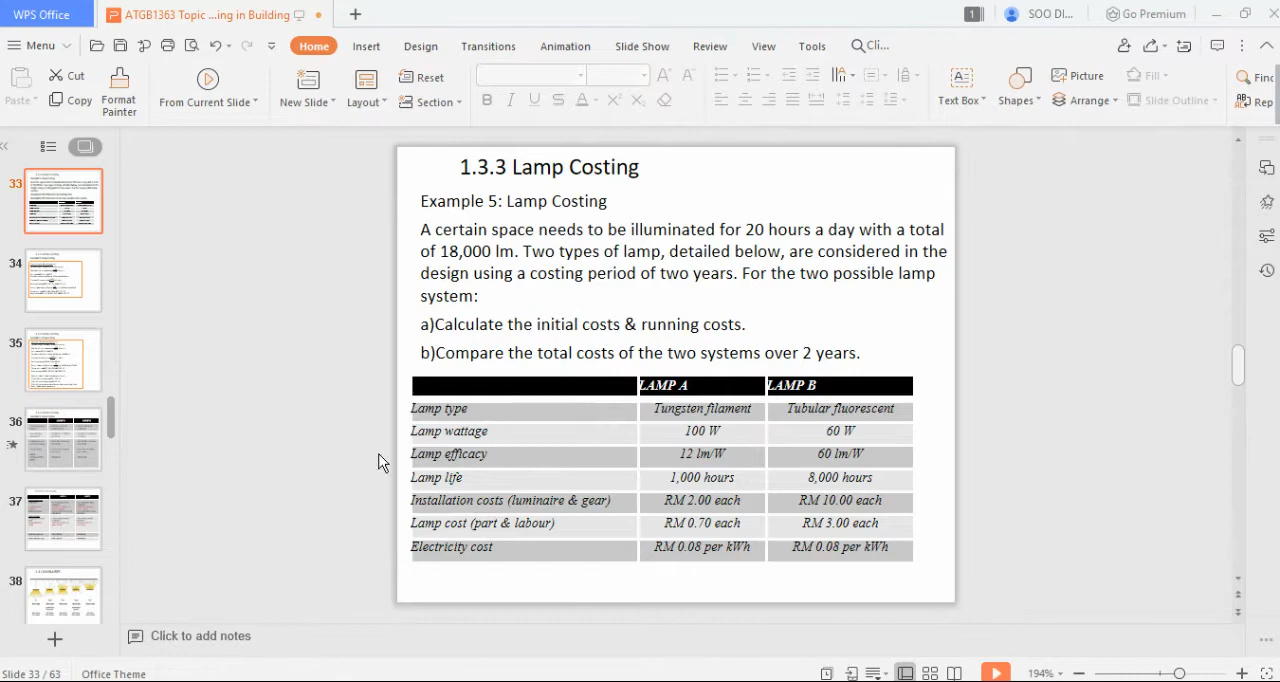 WPS Office
ATGB1363 Topic ...ing in Building
1
SOO DI...
Go Premium
Menu
Home
Insert
Design
Transitions
Animation
Slide Show
Review
View
Tools
Cli...
Paste
Cut
Copy
Format
Painter
From Current Slide
New Slide
Layout
Reset
Section
B I U S A X² X₂
Text Box
Shapes
Picture
Arrange
Fill
Slide Outline
Find
Rep
33
34
35
36
37
38
1.3.3 Lamp Costing
Example 5: Lamp Costing
A certain space needs to be illuminated for 20 hours a day with a total
of 18,000 lm. Two types of lamp, detailed below, are considered in the
design using a costing period of two years. For the two possible lamp
system:
a)Calculate the initial costs & running costs.
b)Compare the total costs of the two systems over 2 years.
LAMP A LAMP B
Lamp type Tungsten filament Tubular fluorescent
Lamp wattage 100 W 60 W
Lamp efficacy 12 lm/W 60 lm/W
Lamp life 1,000 hours 8,000 hours
Installation costs (luminaire & gear) RM 2.00 each RM 10.00 each
Lamp cost (part & labour) RM 0.70 each RM 3.00 each
Electricity cost RM 0.08 per kWh RM 0.08 per kWh
Click to add notes
Slide 33 / 63
Office Theme
194%